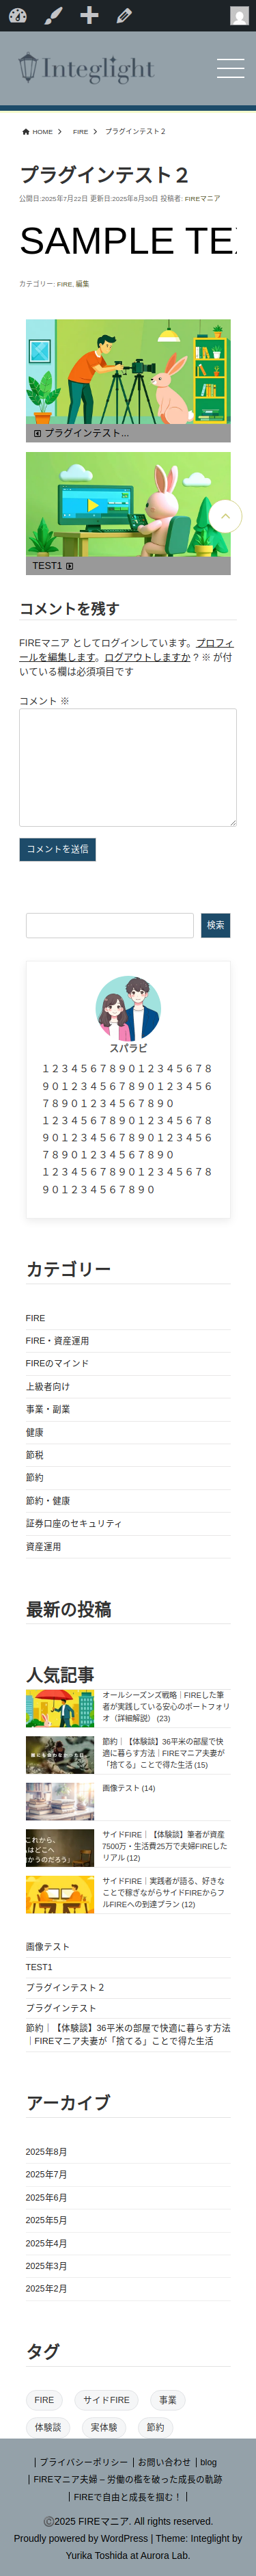 Integlight
HOME > FIRE > プラグインテスト２
プラグインテスト２
公開日:2025年7月22日 更新日:2025年8月30日 投稿者: FIREマニア
SAMPLE TEX
カテゴリー: FIRE, 編集
プラグインテスト...
TEST1
コメントを残す
FIREマニア としてログインしています。プロフィ
ールを編集します。ログアウトしますか ? ※ が付
いている欄は必須項目です
コメント ※
コメントを送信
検索
スパラビ
１２３４５６７８９０１２３４５６７８
９０１２３４５６７８９０１２３４５６
７８９０１２３４５６７８９０
１２３４５６７８９０１２３４５６７８
９０１２３４５６７８９０１２３４５６
７８９０１２３４５６７８９０
１２３４５６７８９０１２３４５６７８
９０１２３４５６７８９０
カテゴリー
FIRE
FIRE・資産運用
FIREのマインド
上級者向け
事業・副業
健康
節税
節約
節約・健康
証券口座のセキュリティ
資産運用
最新の投稿
人気記事
オールシーズンズ戦略｜FIREした筆
者が実践している安心のポートフォリ
オ（詳細解説） (23)
節約｜【体験談】36平米の部屋で快
適に暮らす方法｜FIREマニア夫妻が
「捨てる」ことで得た生活 (15)
画像テスト (14)
これから、
サイドFIRE｜【体験談】筆者が資産
7500万・生活費25万で夫婦FIREした
リアル (12)
サイドFIRE｜実践者が語る、好きな
ことで稼ぎながらサイドFIREからフ
ルFIREへの到達プラン (12)
画像テスト
TEST1
プラグインテスト２
プラグインテスト
節約｜【体験談】36平米の部屋で快適に暮らす方法
｜FIREマニア夫妻が「捨てる」ことで得た生活
アーカイブ
2025年8月
2025年7月
2025年6月
2025年5月
2025年4月
2025年3月
2025年2月
タグ
FIRE サイドFIRE 事業
体験談 実体験 節約
| プライバシーポリシー | お問い合わせ | blog
| FIREマニア夫婦 – 労働の檻を破った成長の軌跡
| FIREで自由と成長を掴む！ |
©2025 FIREマニア. All rights reserved.
Proudly powered by WordPress | Theme: Integlight by
Yurika Toshida at Aurora Lab.